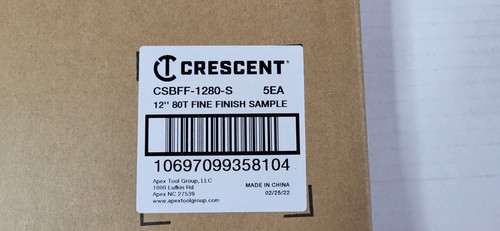 CRESCENT®
CSBFF-1280-S 5EA
12" 80T FINE FINISH SAMPLE
10697099358104
Apex Tool Group, LLC
1000 Lufkin Rd
Apex NC 27539
www.apextoolgroup.com
MADE IN CHINA
02/25/22